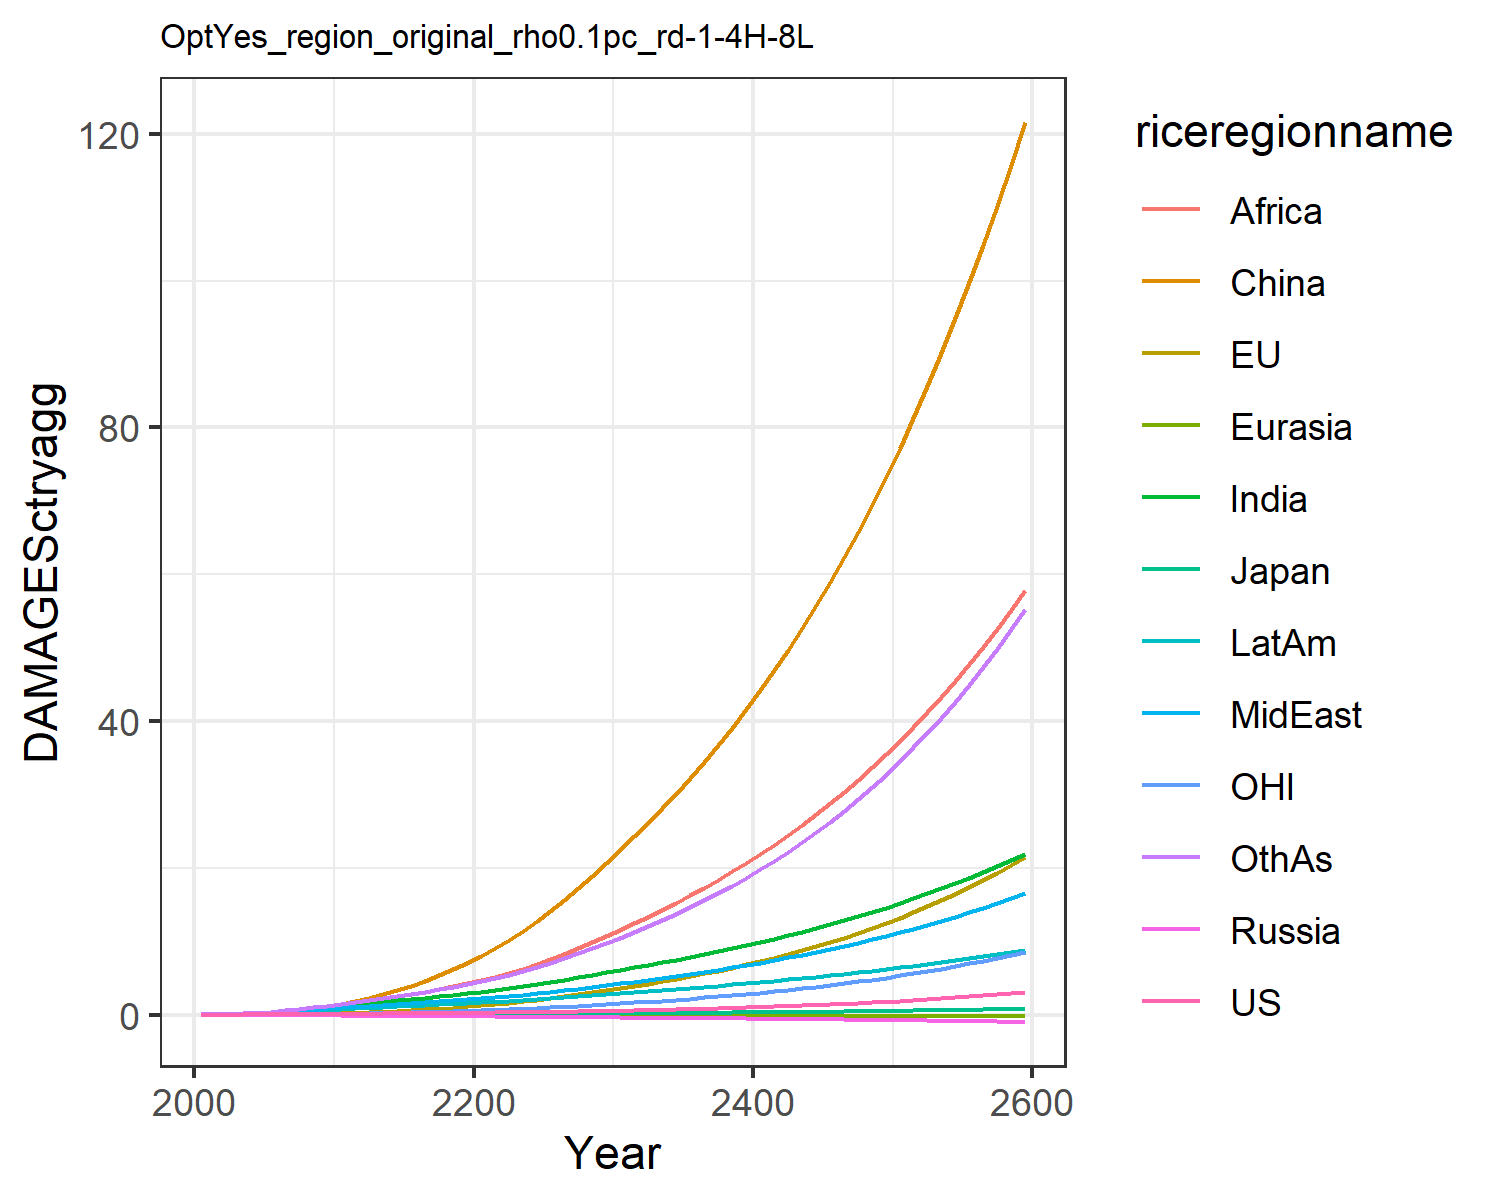 OptYes_region_original_rho0.1pc_rd-1-4H-8L
120
80
40
0
DAMAGESctryagg
2000
2200
2400
2600
Year
riceregionname
Africa
China
EU
Eurasia
India
Japan
LatAm
MidEast
OHI
OthAs
Russia
US